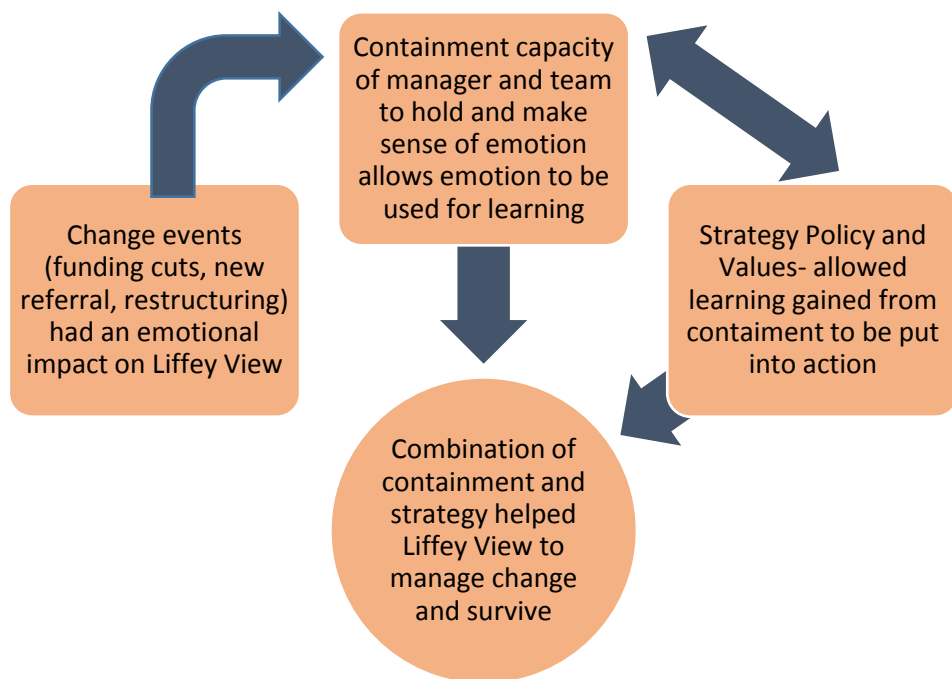 Containment capacity
of manager and team
to hold and make
sense of emotion
allows emotion to be
used for learning
Change events
(funding cuts, new
referral, restructuring)
had an emotional
impact on Liffey View
Strategy Policy and
Values- allowed
learning gained from
contaiment to be put
into action
Combination of
containment and
strategy helped
Liffey View to
manage change
and survive